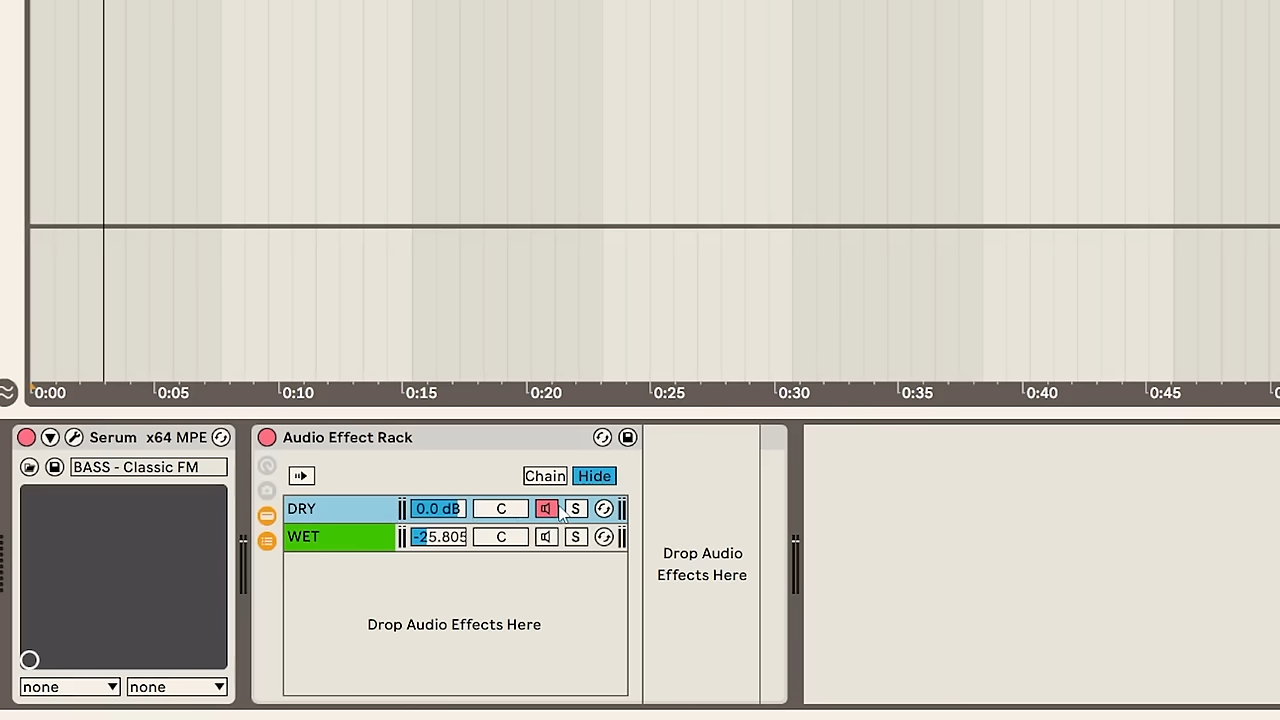 0:00 0:05 0:10 0:15 0:20 0:25 0:30 0:35 0:40 0:45
Serum x64 MPE
Audio Effect Rack
BASS - Classic FM
Chain Hide
DRY 0.0 dB C S
WET -25.805 C S
Drop Audio
Effects Here
Drop Audio Effects Here
none none